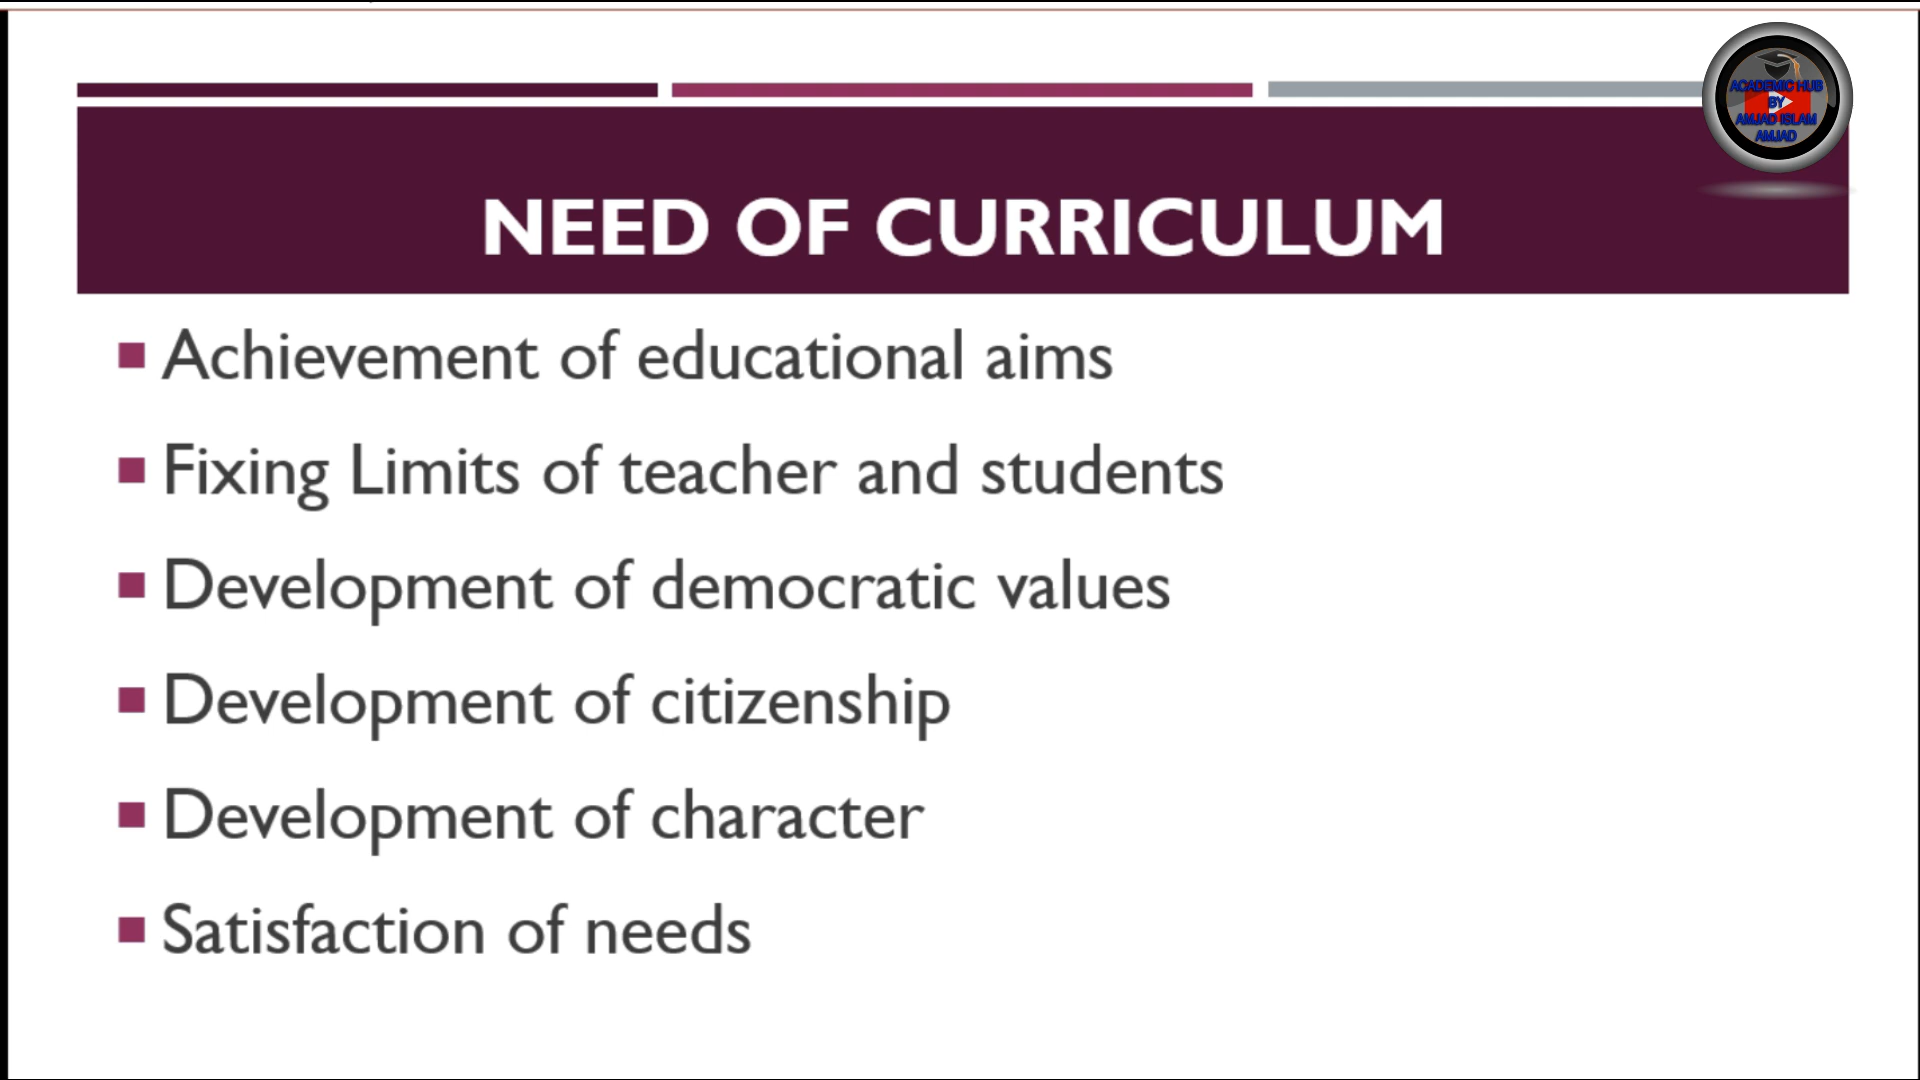 ACADEMIC HUB
BY
AMJAD ISLAM
AMJAD
NEED OF CURRICULUM
Achievement of educational aims
Fixing Limits of teacher and students
Development of democratic values
Development of citizenship
Development of character
Satisfaction of needs